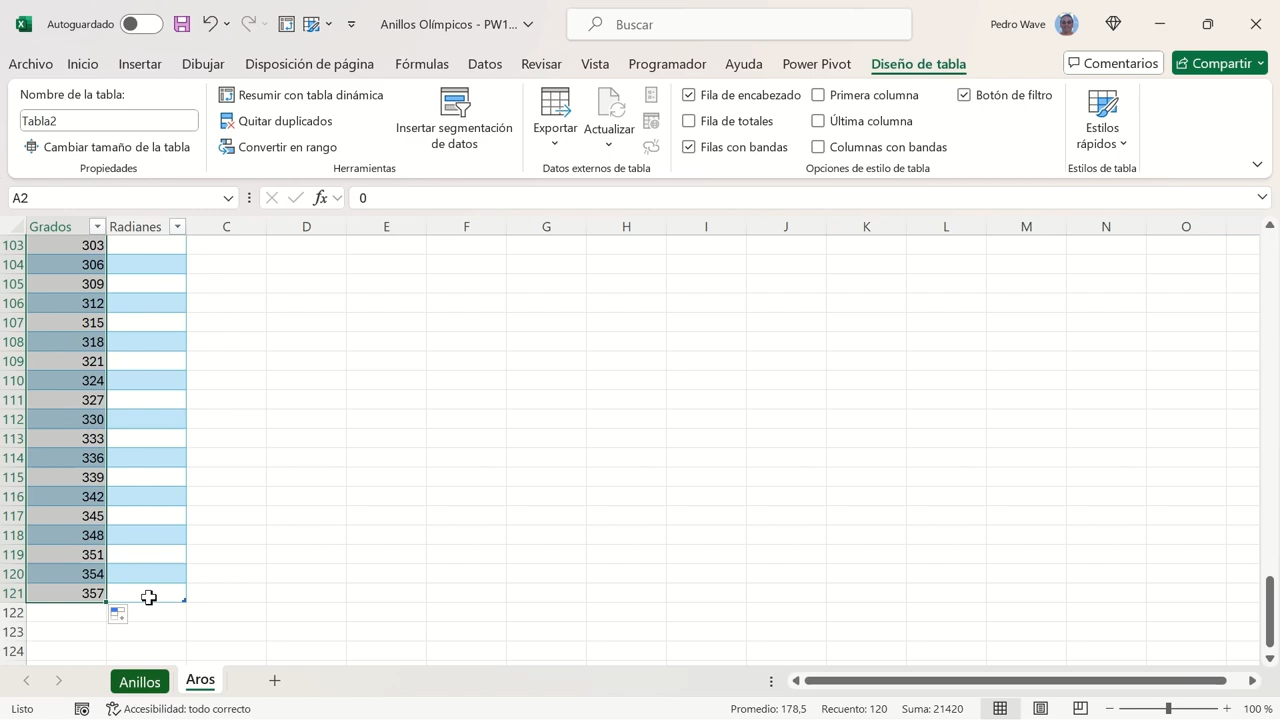 Autoguardado
Anillos Olímpicos - PW1...
Buscar
Pedro Wave
Archivo Inicio Insertar Dibujar Disposición de página Fórmulas Datos Revisar Vista Programador Ayuda Power Pivot Diseño de tabla
Comentarios
Compartir
Nombre de la tabla:
Tabla2
Cambiar tamaño de la tabla
Propiedades
Resumir con tabla dinámica
Quitar duplicados
Convertir en rango
Insertar segmentación
de datos
Herramientas
Exportar
Actualizar
Datos externos de tabla
Fila de encabezado
Fila de totales
Filas con bandas
Primera columna
Última columna
Columnas con bandas
Botón de filtro
Opciones de estilo de tabla
Estilos
rápidos
Estilos de tabla
A2
fx
0
Grados Radianes C D E F G H I J K L M N O
103 303
104 306
105 309
106 312
107 315
108 318
109 321
110 324
111 327
112 330
113 333
114 336
115 339
116 342
117 345
118 348
119 351
120 354
121 357
122
123
124
Anillos Aros
Listo
Accesibilidad: todo correcto
Promedio: 178,5 Recuento: 120 Suma: 21420
100 %